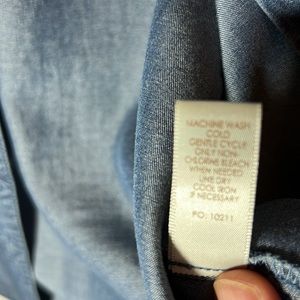 MACHINE WASH
COLD
GENTLE CYCLE
ONLY NON-
CHLORINE BLEACH
WHEN NEEDED
LINE DRY
COOL IRON
IF NECESSARY
PO: 10211